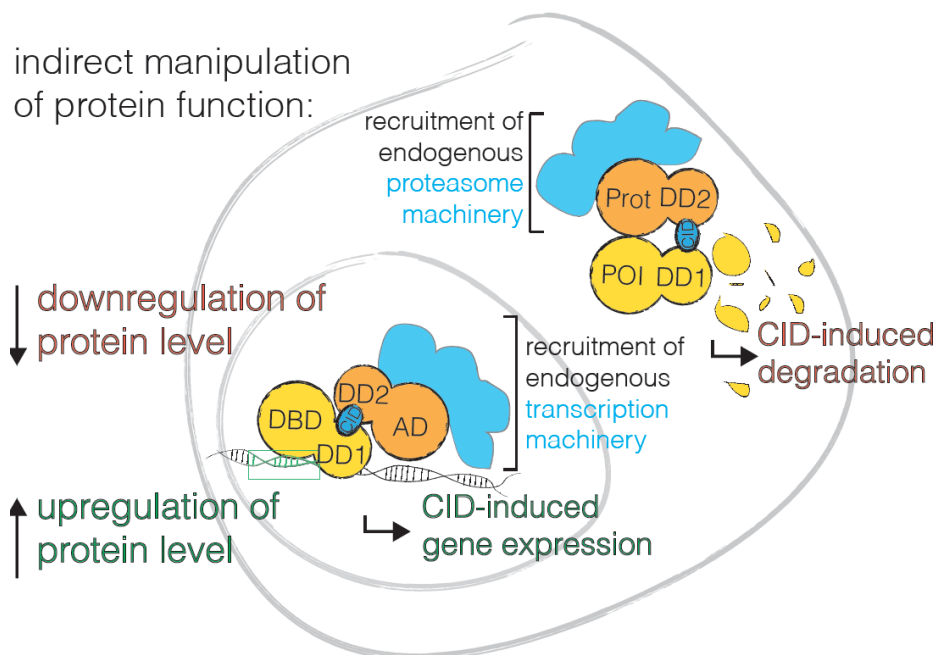 indirect manipulation
of protein function:
recruitment of
endogenous
proteasome
machinery
Prot DD2
CID
POI DD1
downregulation of
protein level
CID-induced
degradation
recruitment of
endogenous
transcription
machinery
DD2
CID
DBD
AD
DD1
upregulation of
protein level
CID-induced
gene expression